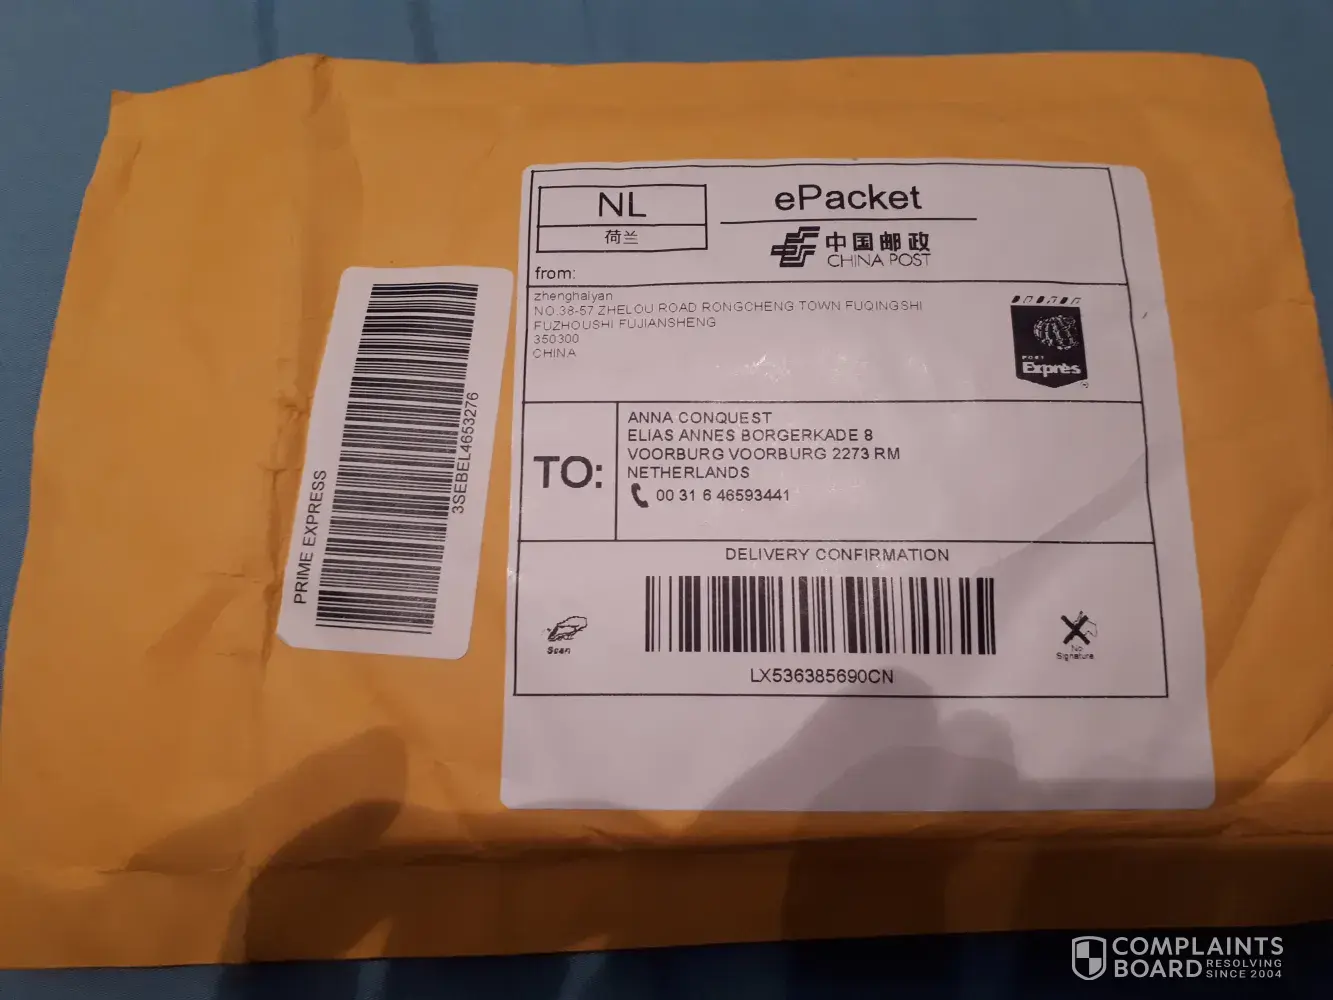 NL
荷兰
ePacket
中国邮政
CHINA POST
from:
zhenghaiyan
NO.38-57 ZHELOU ROAD RONGCHENG TOWN FUQINGSHI
FUZHOUSHI FUJIANSHENG
350300
CHINA
POST
Exprès
TO:
ANNA CONQUEST
ELIAS ANNES BORGERKADE 8
VOORBURG VOORBURG 2273 RM
NETHERLANDS
00 31 6 46593441
DELIVERY CONFIRMATION
Scan
No
Signature
LX536385690CN
PRIME EXPRESS
3SEBEL4653276
COMPLAINTS
BOARD RESOLVING
SINCE 2004